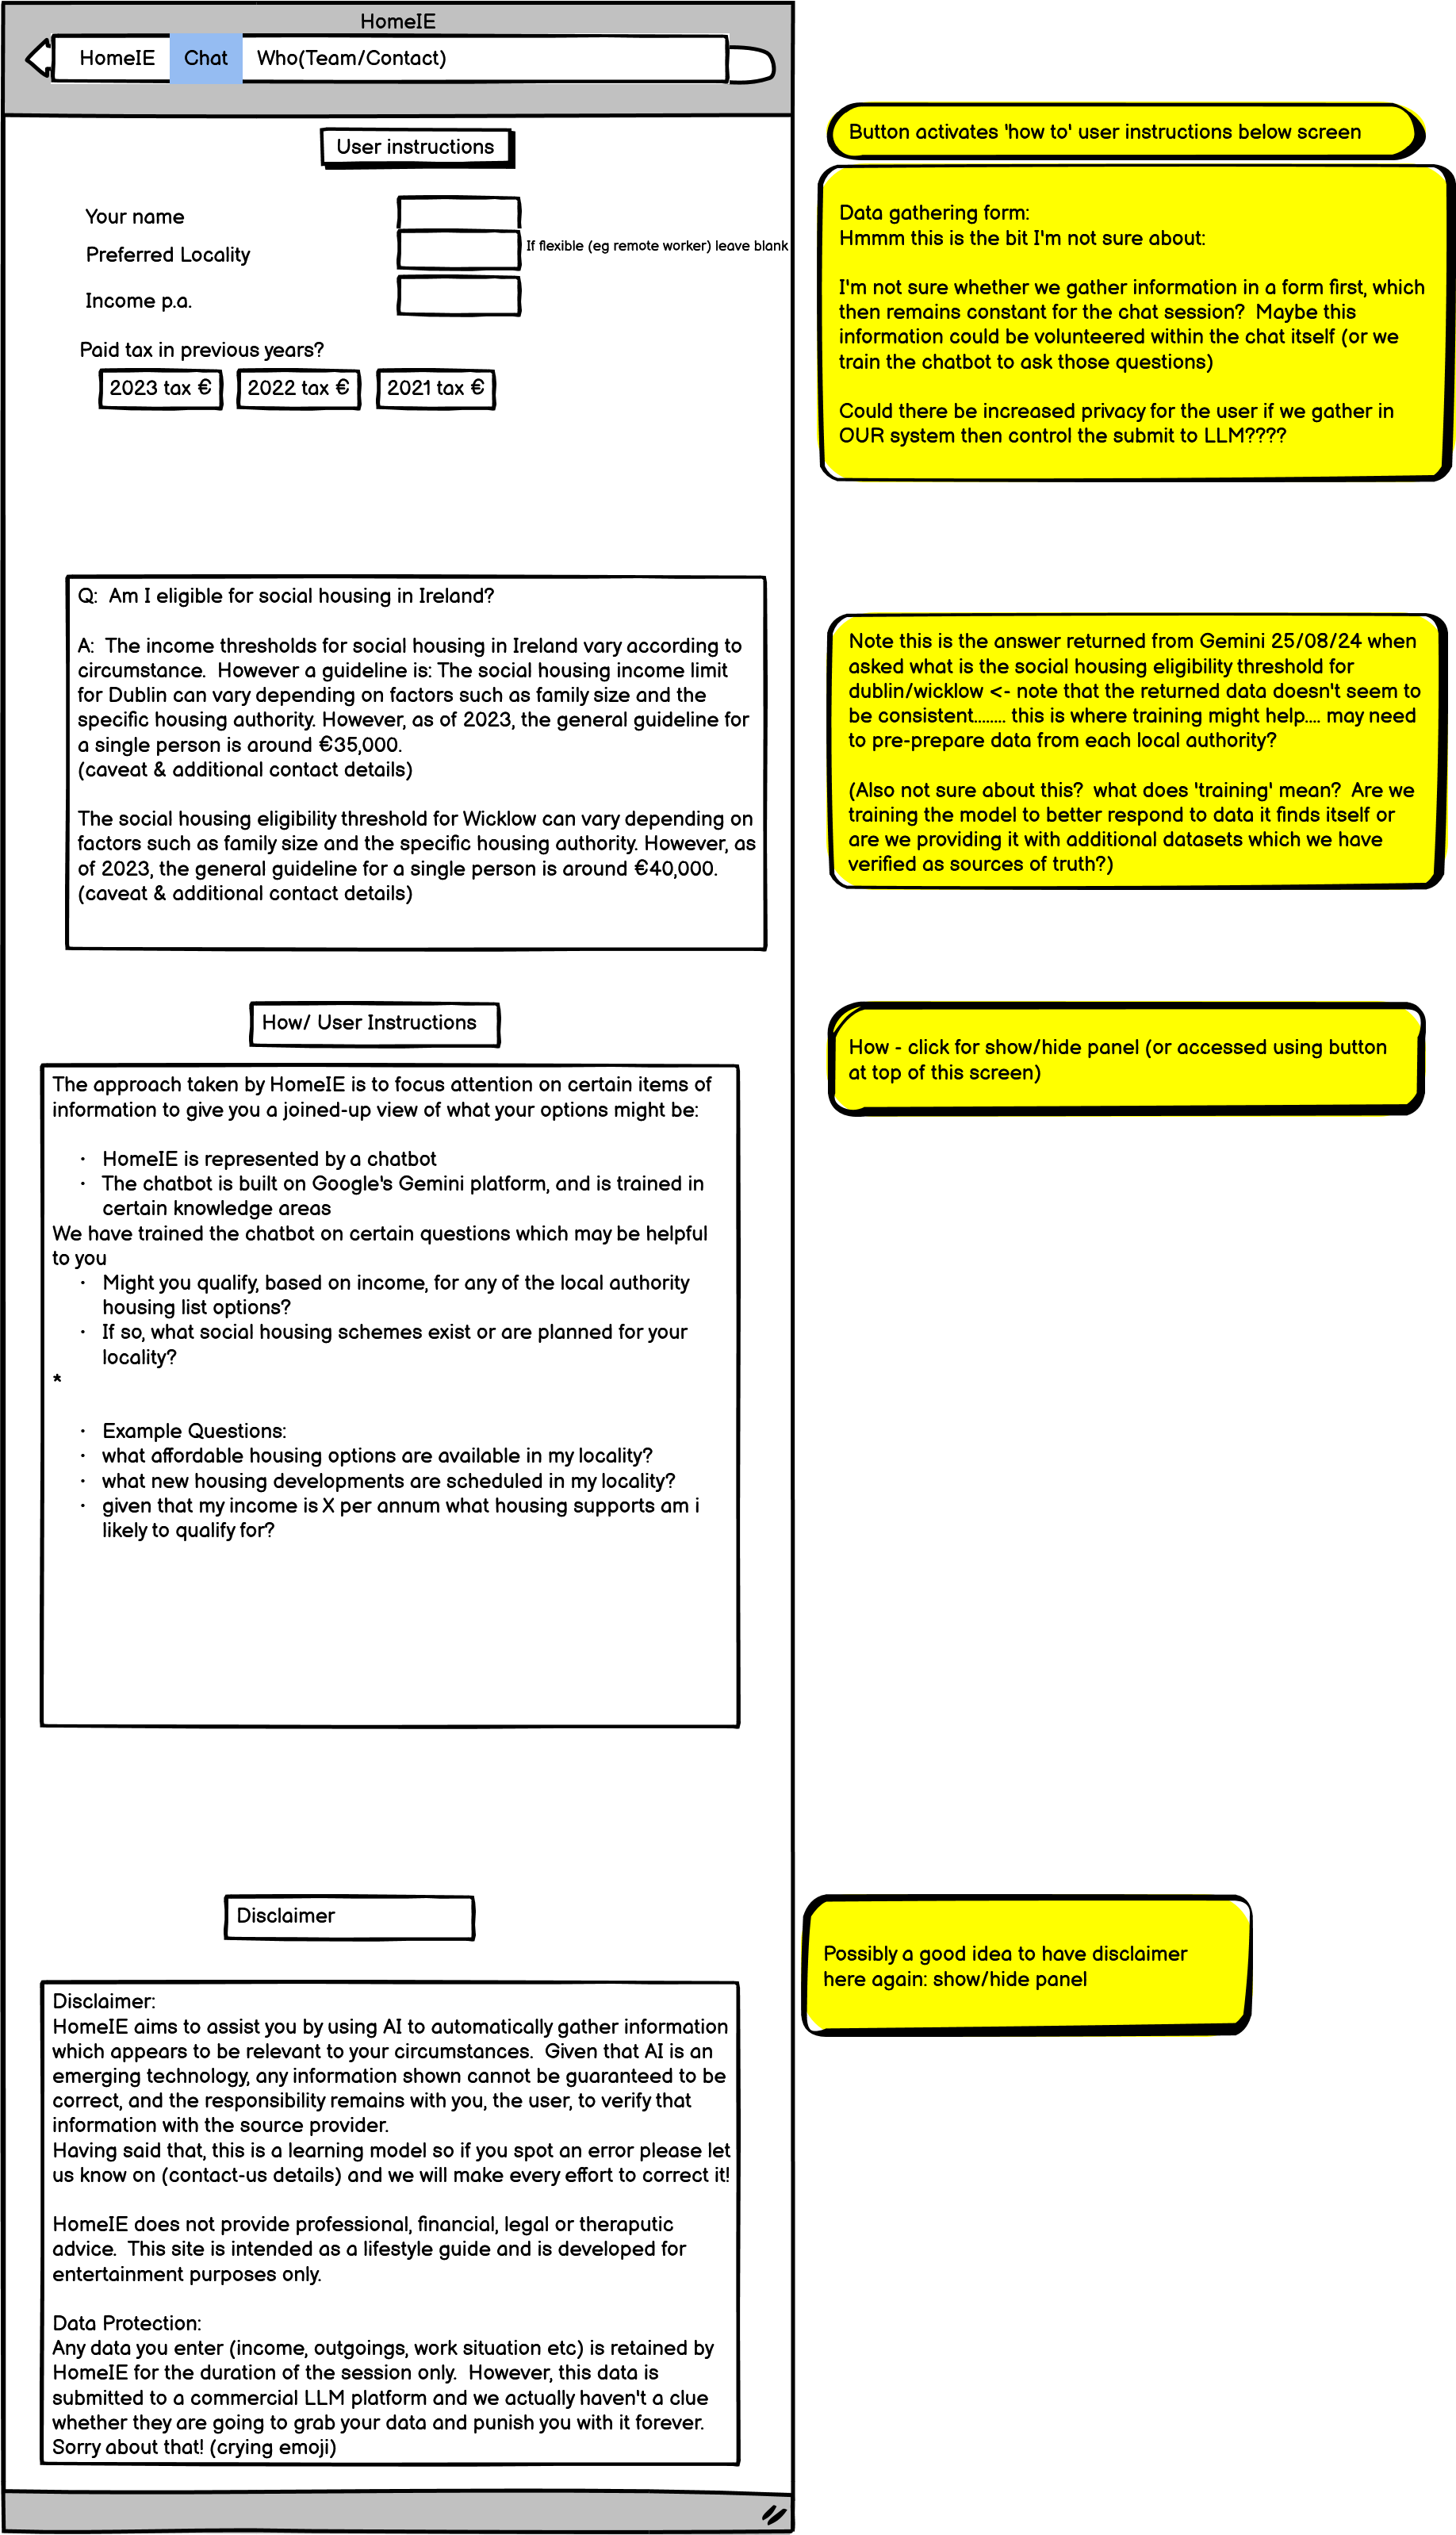 HomeIE
HomeIE Chat Who(Team/Contact)
User instructions
Your name
Preferred Locality
If flexible (eg remote worker) leave blank
Income p.a.
Paid tax in previous years?
2023 tax € 2022 tax € 2021 tax €
Button activates 'how to' user instructions below screen
Data gathering form:
Hmmm this is the bit I'm not sure about:
I'm not sure whether we gather information in a form first, which
then remains constant for the chat session? Maybe this
information could be volunteered within the chat itself (or we
train the chatbot to ask those questions)
Could there be increased privacy for the user if we gather in
OUR system then control the submit to LLM????
Q: Am I eligible for social housing in Ireland?
A: The income thresholds for social housing in Ireland vary according to
circumstance. However a guideline is: The social housing income limit
for Dublin can vary depending on factors such as family size and the
specific housing authority. However, as of 2023, the general guideline for
a single person is around €35,000.
(caveat & additional contact details)
The social housing eligibility threshold for Wicklow can vary depending on
factors such as family size and the specific housing authority. However, as
of 2023, the general guideline for a single person is around €40,000.
(caveat & additional contact details)
Note this is the answer returned from Gemini 25/08/24 when
asked what is the social housing eligibility threshold for
dublin/wicklow <- note that the returned data doesn't seem to
be consistent........ this is where training might help.... may need
to pre-prepare data from each local authority?
(Also not sure about this? what does 'training' mean? Are we
training the model to better respond to data it finds itself or
are we providing it with additional datasets which we have
verified as sources of truth?)
How/ User Instructions
The approach taken by HomeIE is to focus attention on certain items of
information to give you a joined-up view of what your options might be:
· HomeIE is represented by a chatbot
· The chatbot is built on Google's Gemini platform, and is trained in
certain knowledge areas
We have trained the chatbot on certain questions which may be helpful
to you
· Might you qualify, based on income, for any of the local authority
housing list options?
· If so, what social housing schemes exist or are planned for your
locality?
*
· Example Questions:
· what affordable housing options are available in my locality?
· what new housing developments are scheduled in my locality?
· given that my income is X per annum what housing supports am i
likely to qualify for?
How - click for show/hide panel (or accessed using button
at top of this screen)
Disclaimer
Disclaimer:
HomeIE aims to assist you by using AI to automatically gather information
which appears to be relevant to your circumstances. Given that AI is an
emerging technology, any information shown cannot be guaranteed to be
correct, and the responsibility remains with you, the user, to verify that
information with the source provider.
Having said that, this is a learning model so if you spot an error please let
us know on (contact-us details) and we will make every effort to correct it!
HomeIE does not provide professional, financial, legal or theraputic
advice. This site is intended as a lifestyle guide and is developed for
entertainment purposes only.
Data Protection:
Any data you enter (income, outgoings, work situation etc) is retained by
HomeIE for the duration of the session only. However, this data is
submitted to a commercial LLM platform and we actually haven't a clue
whether they are going to grab your data and punish you with it forever.
Sorry about that! (crying emoji)
Possibly a good idea to have disclaimer
here again: show/hide panel